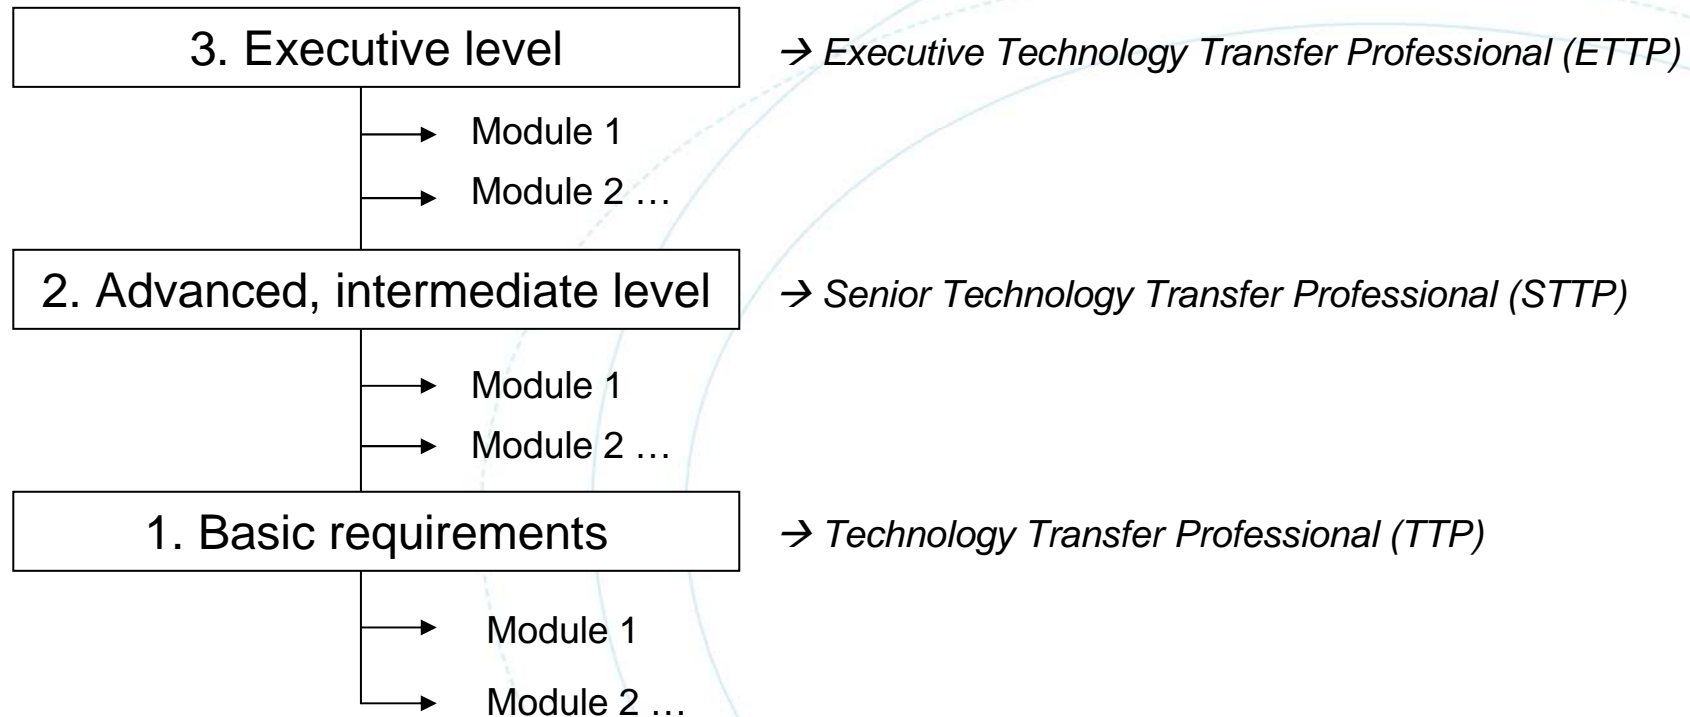 3. Executive level → Executive Technology Transfer Professional (ETTP)
Module 1
Module 2 …
2. Advanced, intermediate level → Senior Technology Transfer Professional (STTP)
Module 1
Module 2 …
1. Basic requirements → Technology Transfer Professional (TTP)
Module 1
Module 2 …